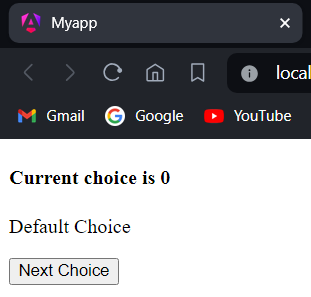 Myapp
local
Gmail Google YouTube
Current choice is 0
Default Choice
Next Choice